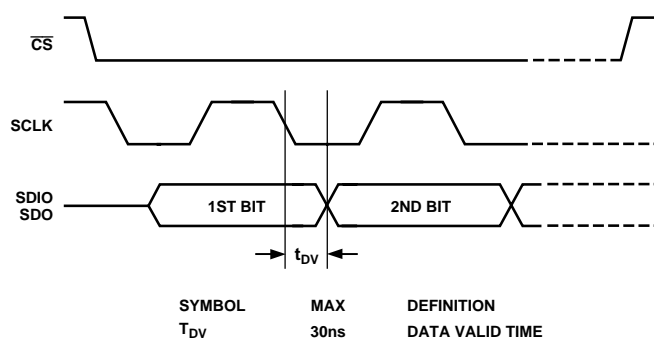 CS
SCLK
SDIO
SDO
1ST BIT
2ND BIT
tDV
SYMBOL MAX DEFINITION
TDV 30ns DATA VALID TIME